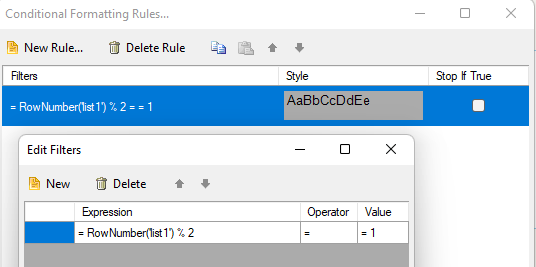 Conditional Formatting Rules...
New Rule... Delete Rule
Filters Style Stop If True
= RowNumber('list1') % 2 = = 1 AaBbCcDdEe
Edit Filters
New Delete
Expression Operator Value
= RowNumber('list1') % 2 = = 1